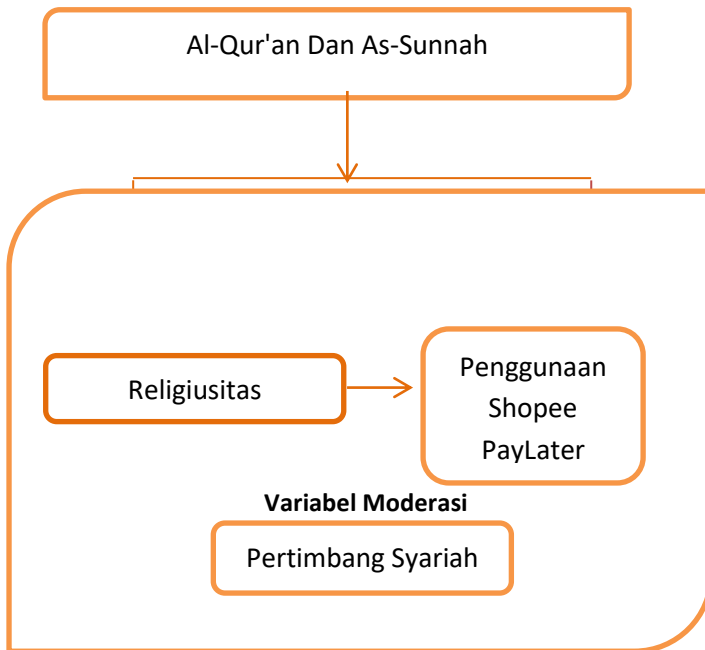 Al-Qur'an Dan As-Sunnah
Religiusitas
Penggunaan
Shopee
PayLater
Variabel Moderasi
Pertimbang Syariah